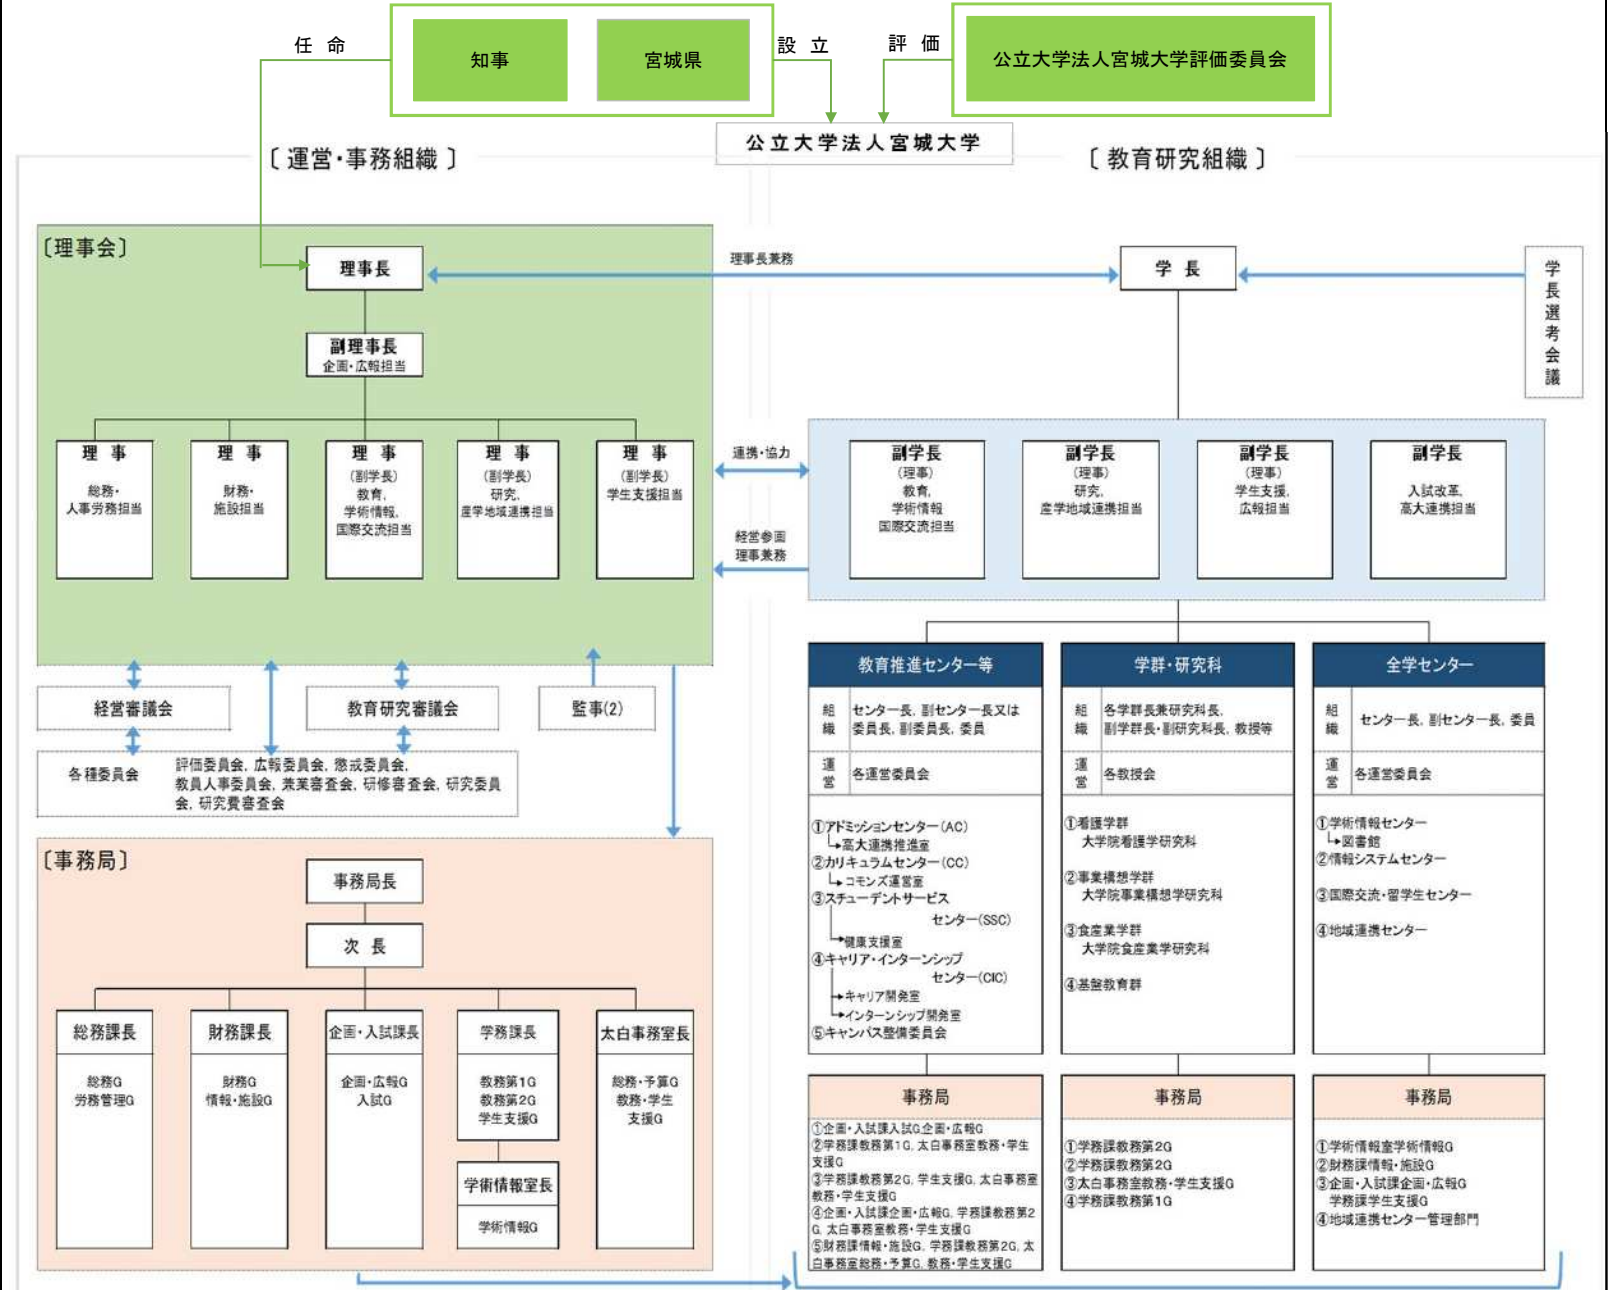 任 命
知事
宮城県
設 立
評 価
公立大学法人宮城大学評価委員会
公立大学法人宮城大学
〔 運営・事務組織 〕
〔 教育研究組織 〕
〔理事会〕
理事長
理事長兼務
学 長
学長選考会議
副理事長
企画・広報担当
理 事
総務・
人事労務担当
理 事
財務・
施設担当
理 事
(副学長)
教育,
学術情報,
国際交流担当
理 事
(副学長)
研究,
産学地域連携担当
理 事
(副学長)
学生支援担当
連携・協力
経営参画
理事兼務
副学長
(理事)
教育,
学術情報
国際交流担当
副学長
(理事)
研究,
産学地域連携担当
副学長
(理事)
学生支援,
広報担当
副学長
入試改革,
高大連携担当
経営審議会
教育研究審議会
監事(2)
各種委員会
評価委員会, 広報委員会, 懲戒委員会,
教員人事委員会, 兼業審査会, 研修審査会, 研究委員
会, 研究費審査会
〔事務局〕
事務局長
次 長
総務課長
総務G
労務管理G
財務課長
財務G
情報・施設G
企画・入試課長
企画・広報G
入試G
学務課長
教務第1G
教務第2G
学生支援G
学術情報室長
学術情報G
太白事務室長
総務・予算G
教務・学生
支援G
教育推進センター等
組織
センター長, 副センター長又は
委員長, 副委員長, 委員
運営
各運営委員会
①アドミッションセンター(AC)
高大連携推進室
②カリキュラムセンター(CC)
コモンズ運営室
③スチューデントサービス
センター(SSC)
健康支援室
④キャリア・インターンシップ
センター(CIC)
キャリア開発室
インターンシップ開発室
⑤キャンパス整備委員会
事務局
①企画・入試課入試G,企画・広報G
②学務課教務第1G, 太白事務室教務・学生
支援G
③学務課教務第2G, 学生支援G, 太白事務室
教務・学生支援G
④企画・入試課企画・広報G, 学務課教務第2
G, 太白事務室教務・学生支援G
⑤財務課情報・施設G, 学務課教務第2G, 太
白事務室総務・予算G, 教務・学生支援G
学群・研究科
組織
各学群長兼研究科長,
副学群長・副研究科長, 教授等
運営
各教授会
①看護学群
大学院看護学研究科
②事業構想学群
大学院事業構想学研究科
③食産業学群
大学院食産業学研究科
④基盤教育群
事務局
①学務課教務第2G
②学務課教務第2G
③太白事務室教務・学生支援G
④学務課教務第1G
全学センター
組織
センター長, 副センター長, 委員
運営
各運営委員会
①学術情報センター
図書館
②情報システムセンター
③国際交流・留学生センター
④地域連携センター
事務局
①学術情報室学術情報G
②財務課情報・施設G
③企画・入試課企画・広報G
学務課学生支援G
④地域連携センター管理部門